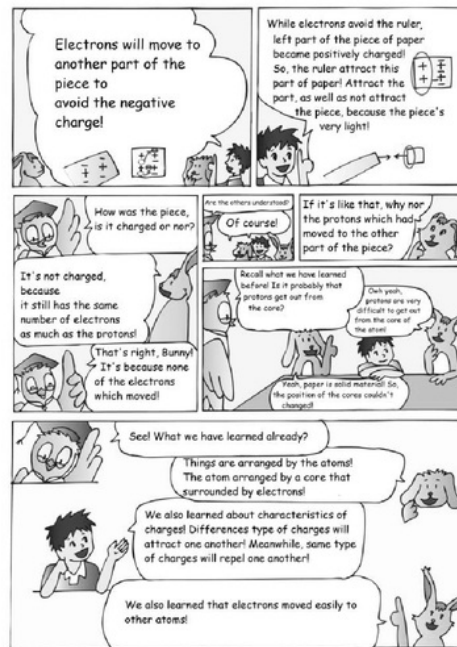 Electrons will move to
another part of the
piece to
avoid the negative
charge!
While electrons avoid the ruler,
left part of the piece of paper
became positively charged!
So, the ruler attract this
part of paper! Attract the
part, as well as not attract
the piece, because the piece's
very light!
How was the piece,
is it charged or nor?
Are the others understood?
Of course!
If it's like that, why nor
the protons which had
moved to the other
part of the piece?
It's not charged,
because
it still has the same
number of electrons
as much as the protons!
Recall what we have learned
before! Is it probably that
protons get out from
the core?
Owh yeah,
protons are very
difficult to get out
from the core of
the atom!
That's right, Bunny!
It's because none
of the electrons
which moved!
Yeah, paper is solid material! So,
the position of the cores couldn't
changed!
See! What we have learned already?
Things are arranged by the atoms!
The atom arranged by a core that
surrounded by electrons!
We also learned about characteristics of
charges! Differences type of charges will
attract one another! Meanwhile, same type
of charges will repel one another!
We also learned that electrons moved easily to
other atoms!